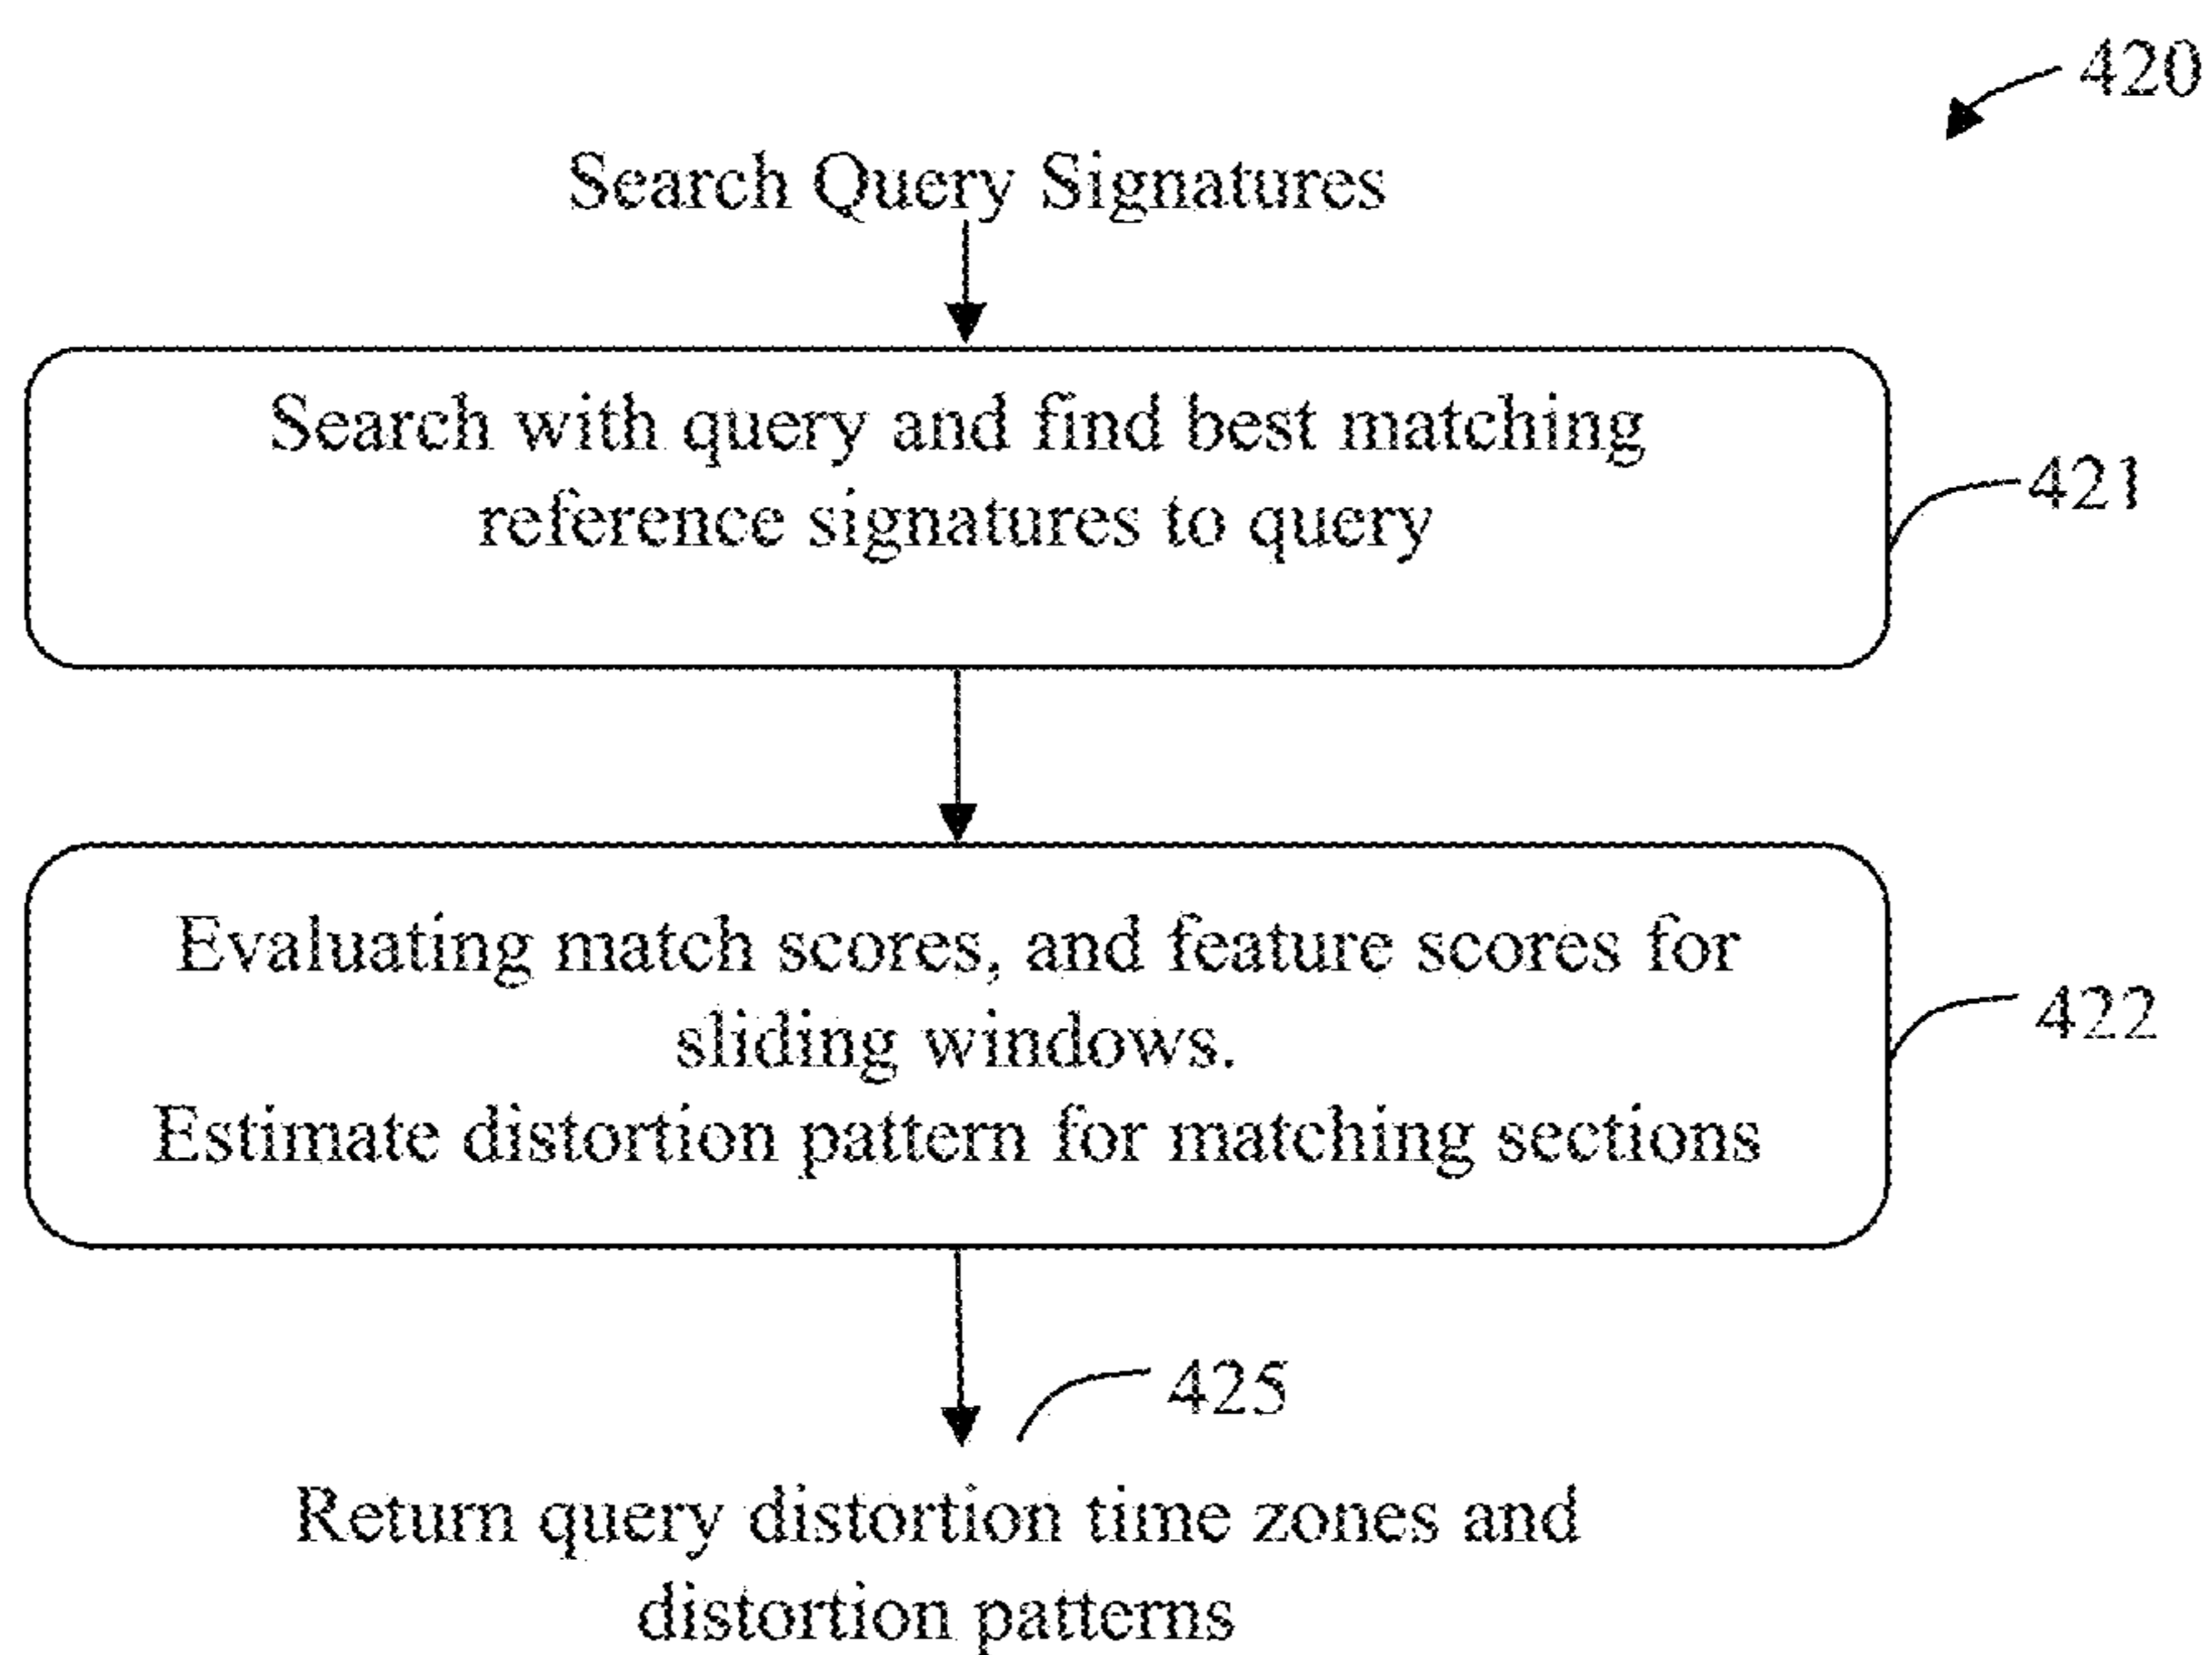 420
Search Query Signatures
Search with query and find best matching
reference signatures to query
421
Evaluating match scores, and feature scores for
sliding windows.
Estimate distortion pattern for matching sections
422
425
Return query distortion time zones and
distortion patterns